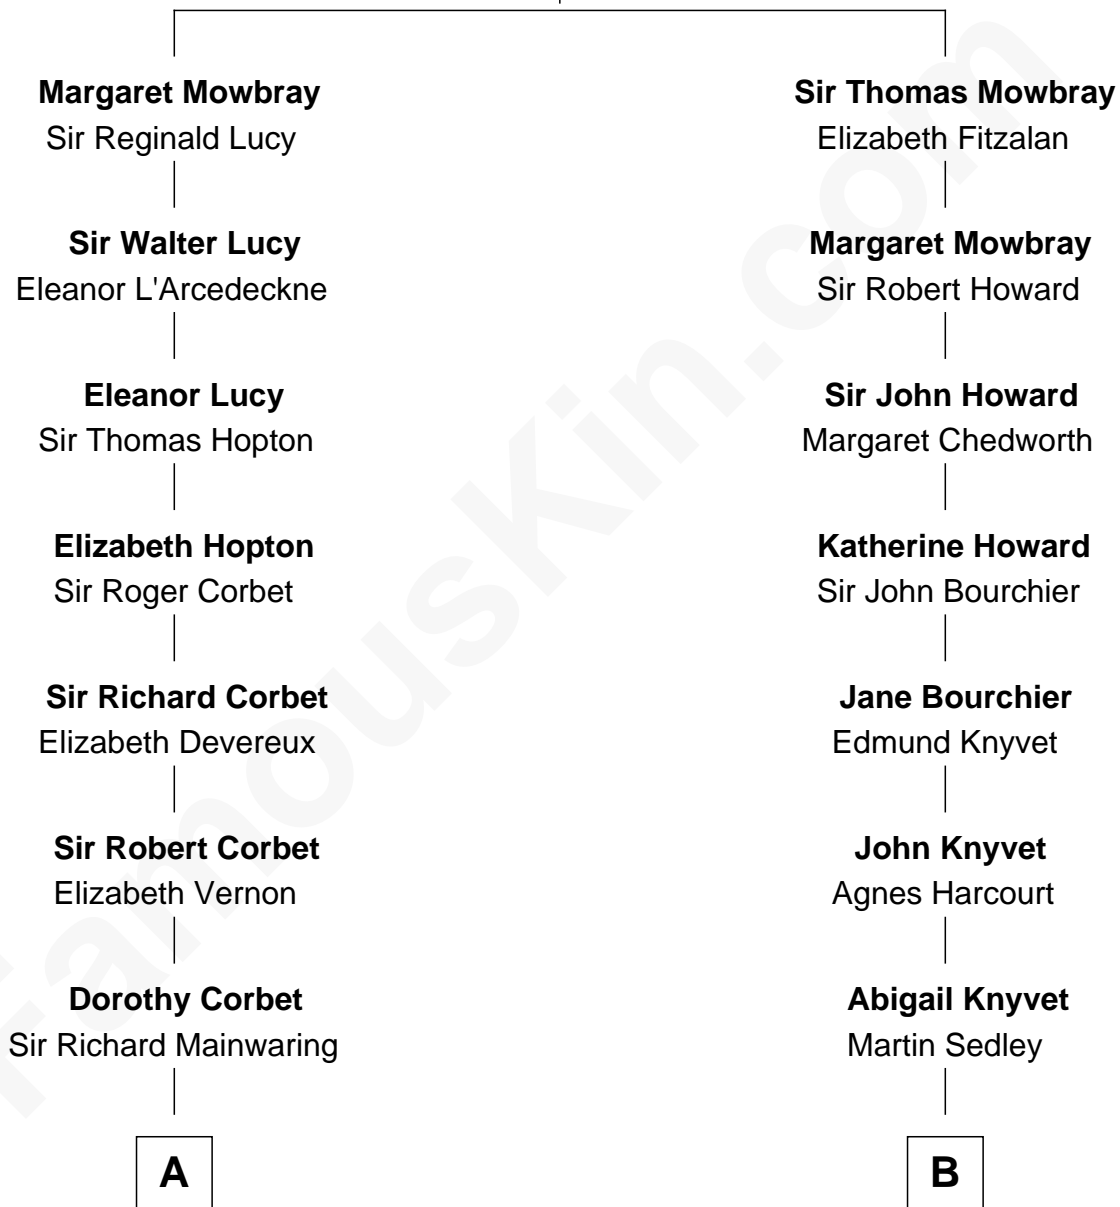 Margaret Mowbray
Sir Reginald Lucy
Sir Walter Lucy
Eleanor L'Arcedeckne
Eleanor Lucy
Sir Thomas Hopton
Elizabeth Hopton
Sir Roger Corbet
Sir Richard Corbet
Elizabeth Devereux
Sir Robert Corbet
Elizabeth Vernon
Dorothy Corbet
Sir Richard Mainwaring
A
Sir Thomas Mowbray
Elizabeth Fitzalan
Margaret Mowbray
Sir Robert Howard
Sir John Howard
Margaret Chedworth
Katherine Howard
Sir John Bourchier
Jane Bourchier
Edmund Knyvet
John Knyvet
Agnes Harcourt
Abigail Knyvet
Martin Sedley
B
FamousKin.com